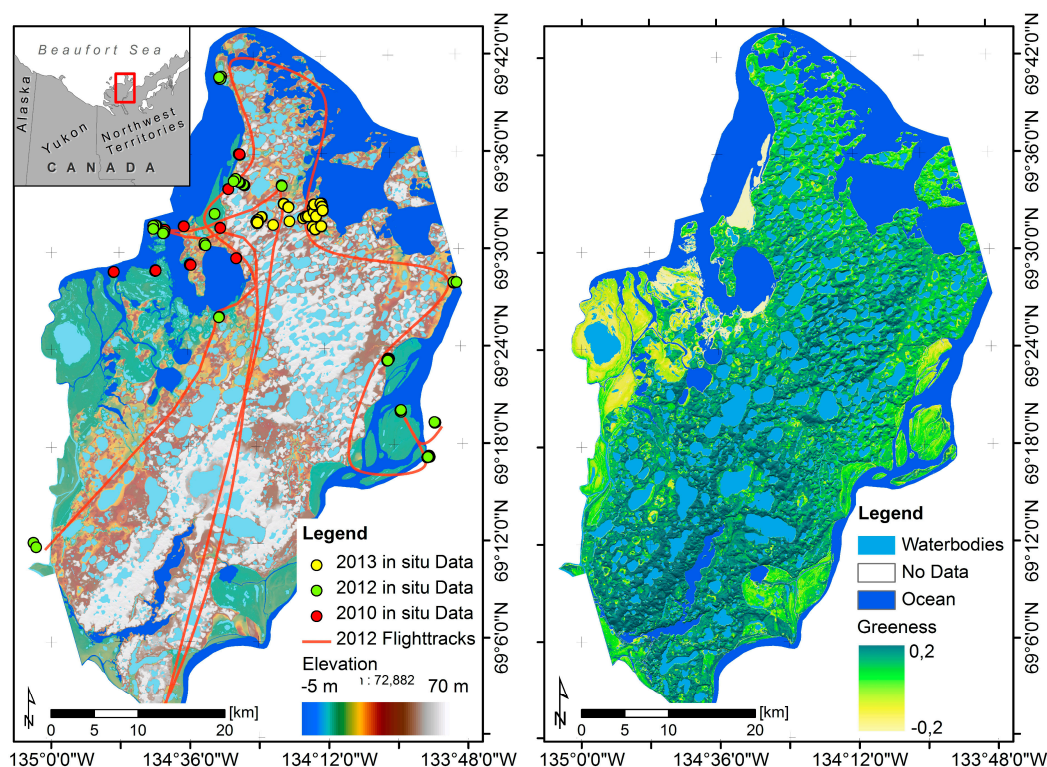 Beaufort Sea
Alaska
Yukon
Northwest
Territories
CANADA
Legend
2013 in situ Data
2012 in situ Data
2010 in situ Data
2012 Flighttracks
Elevation
-5 m
: 72,882
70 m
N
[km]
0 5 10 20
135°0'0"W
134°36'0"W
134°12'0"W
133°48'0"W
69°42'0"N
69°36'0"N
69°30'0"N
69°24'0"N
69°18'0"N
69°12'0"N
69°6'0"N
Legend
Waterbodies
No Data
Ocean
Greeness
0,2
-0,2
N
[km]
0 5 10 20
135°0'0"W
134°36'0"W
134°12'0"W
133°48'0"W
69°42'0"N
69°36'0"N
69°30'0"N
69°24'0"N
69°18'0"N
69°12'0"N
69°6'0"N